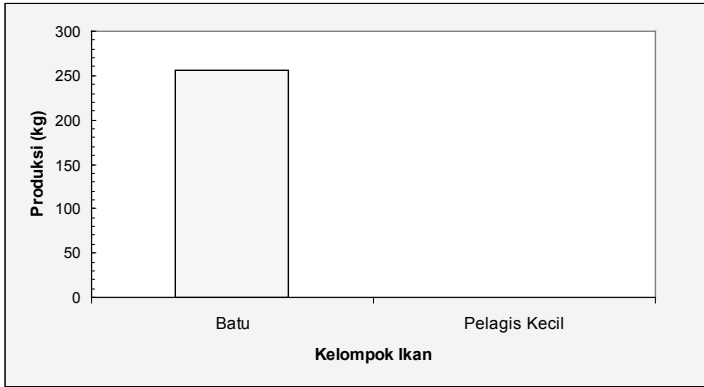 300
250
200
150
100
50
0
Produksi (kg)
Batu
Pelagis Kecil
Kelompok Ikan